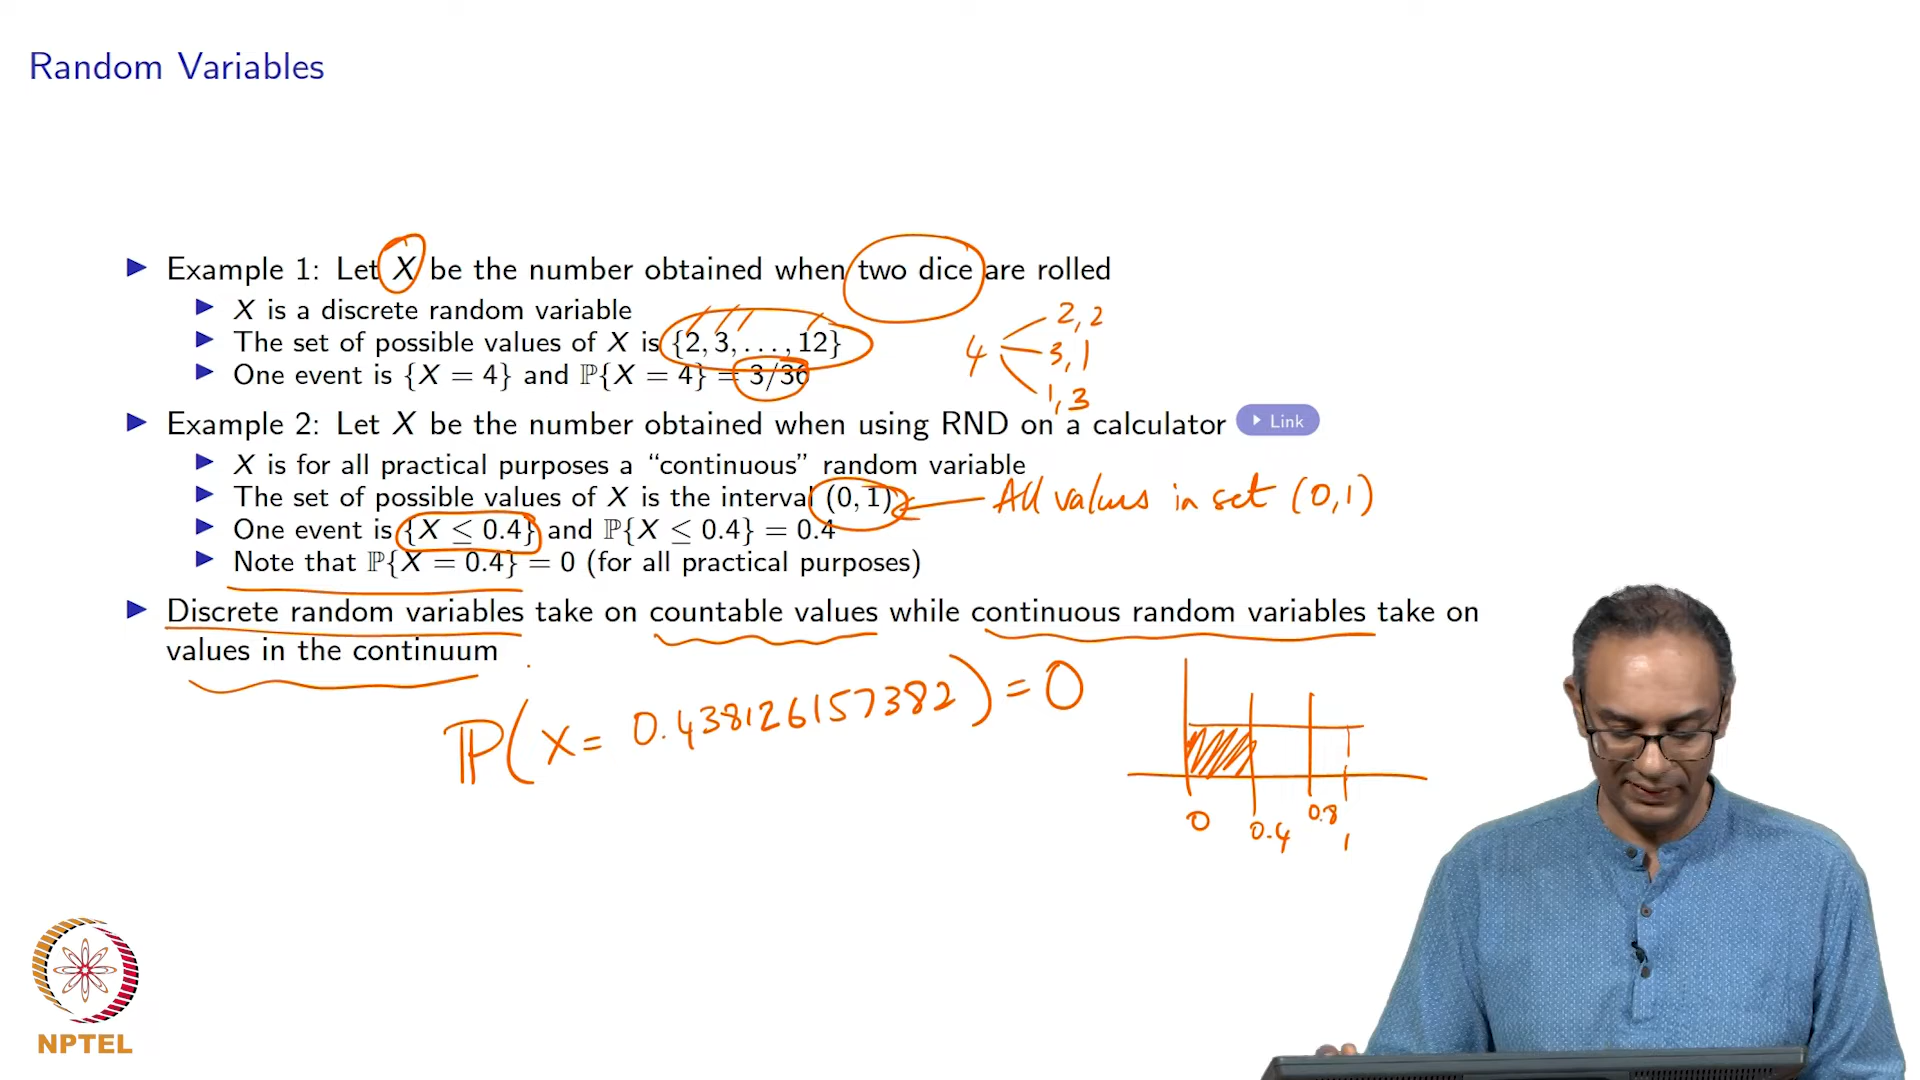 Random Variables
Example 1: Let X be the number obtained when two dice are rolled
X is a discrete random variable
The set of possible values of X is {2, 3, . . . , 12}
One event is {X = 4} and ℙ{X = 4} = 3/36
4
2, 2
3, 1
1, 3
Example 2: Let X be the number obtained when using RND on a calculator
Link
X is for all practical purposes a “continuous” random variable
The set of possible values of X is the interval (0, 1)
All values in set (0, 1)
One event is {X ≤ 0.4} and ℙ{X ≤ 0.4} = 0.4
Note that ℙ{X = 0.4} = 0 (for all practical purposes)
Discrete random variables take on countable values while continuous random variables take on
values in the continuum
ℙ(X = 0.438126157382) = 0
0 0.4 0.8 1
NPTEL